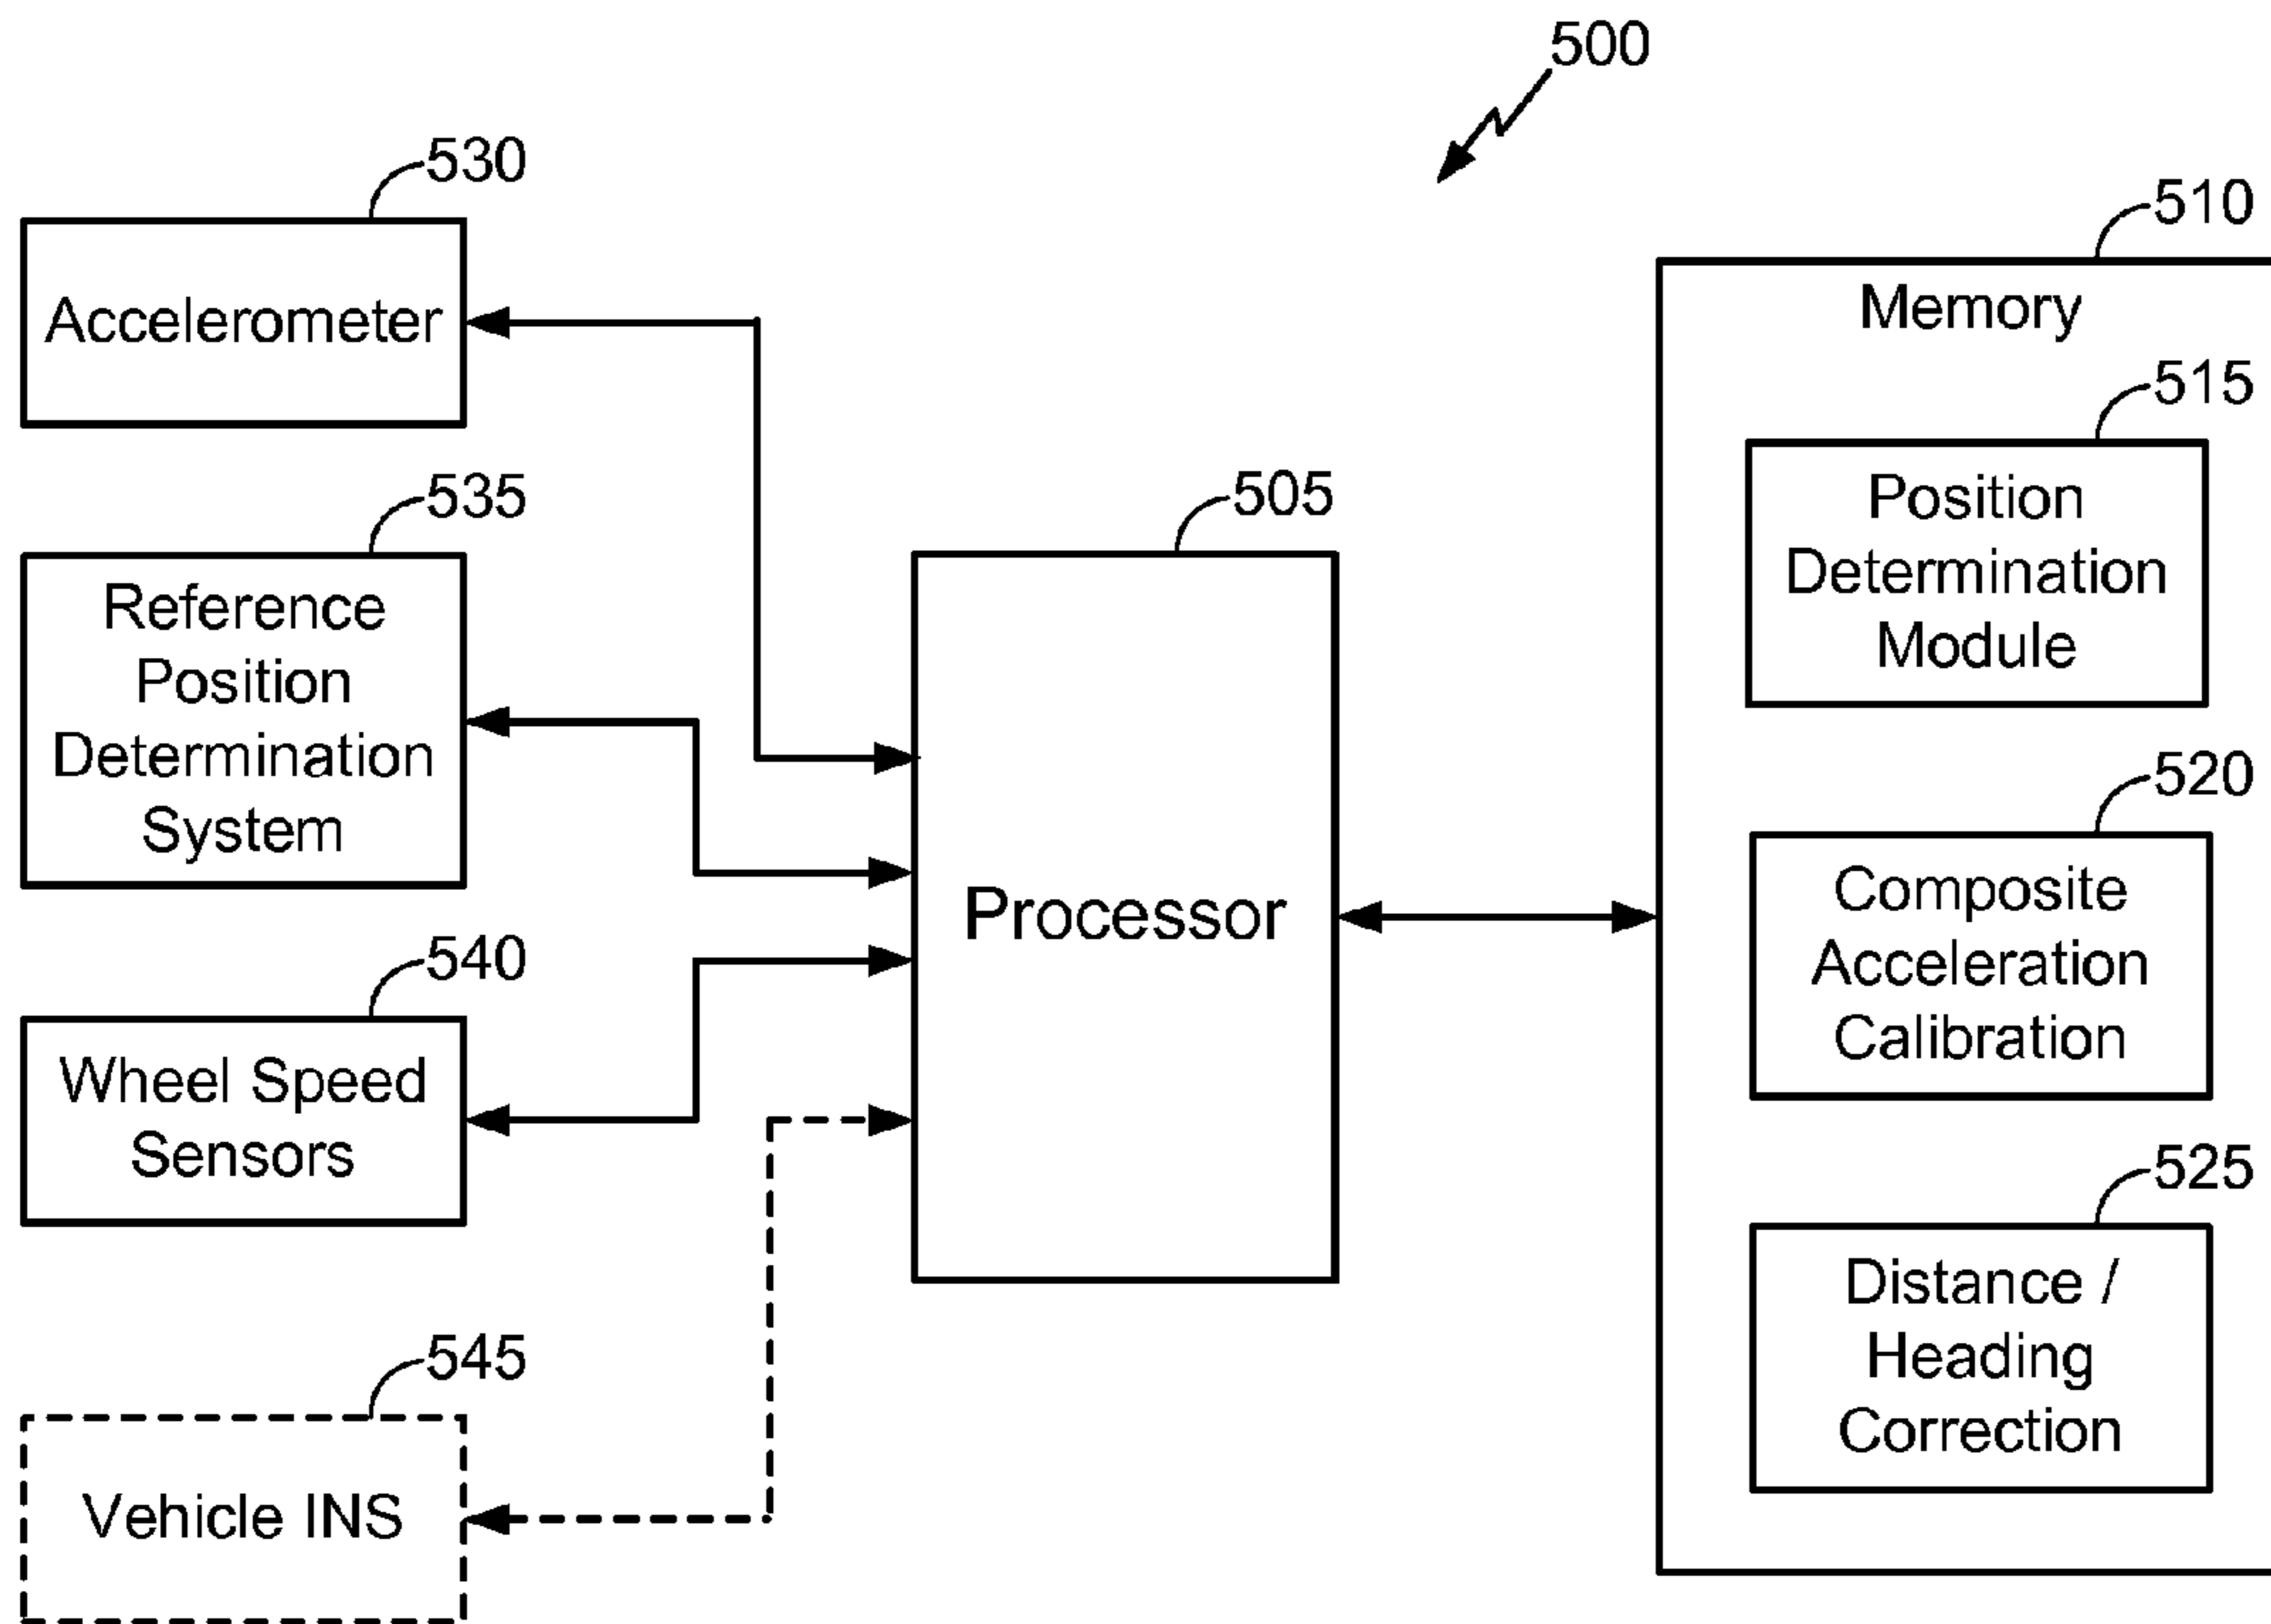 500
530
Accelerometer
535
Reference
Position
Determination
System
540
Wheel Speed
Sensors
545
Vehicle INS
505
Processor
510
Memory
515
Position
Determination
Module
520
Composite
Acceleration
Calibration
525
Distance /
Heading
Correction